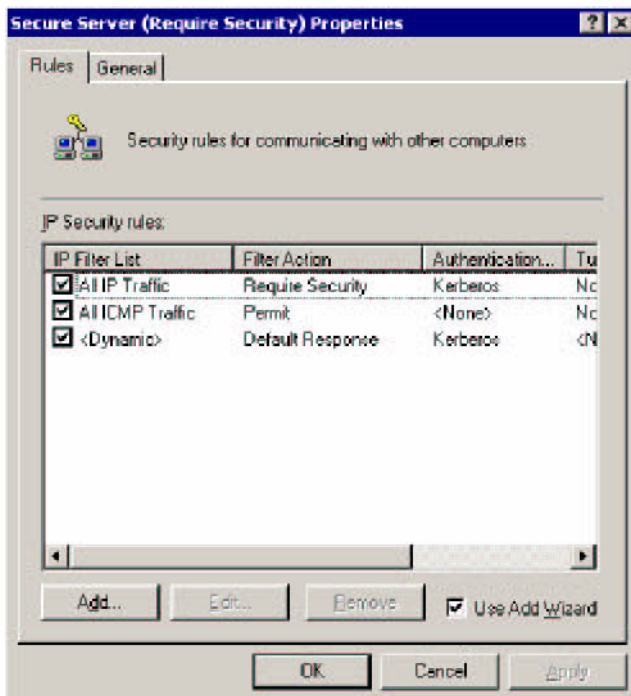 Secure Server (Require Security) Properties
Rules General
Security rules for communicating with other computers
IP Security rules:
IP Filter List Filter Action Authentication... Tu
All IP Traffic Require Security Kerberos No
All ICMP Traffic Permit <None> No
<Dynamic> Default Response Kerberos <N
Add... Edit... Remove Use Add Wizard
OK Cancel Apply